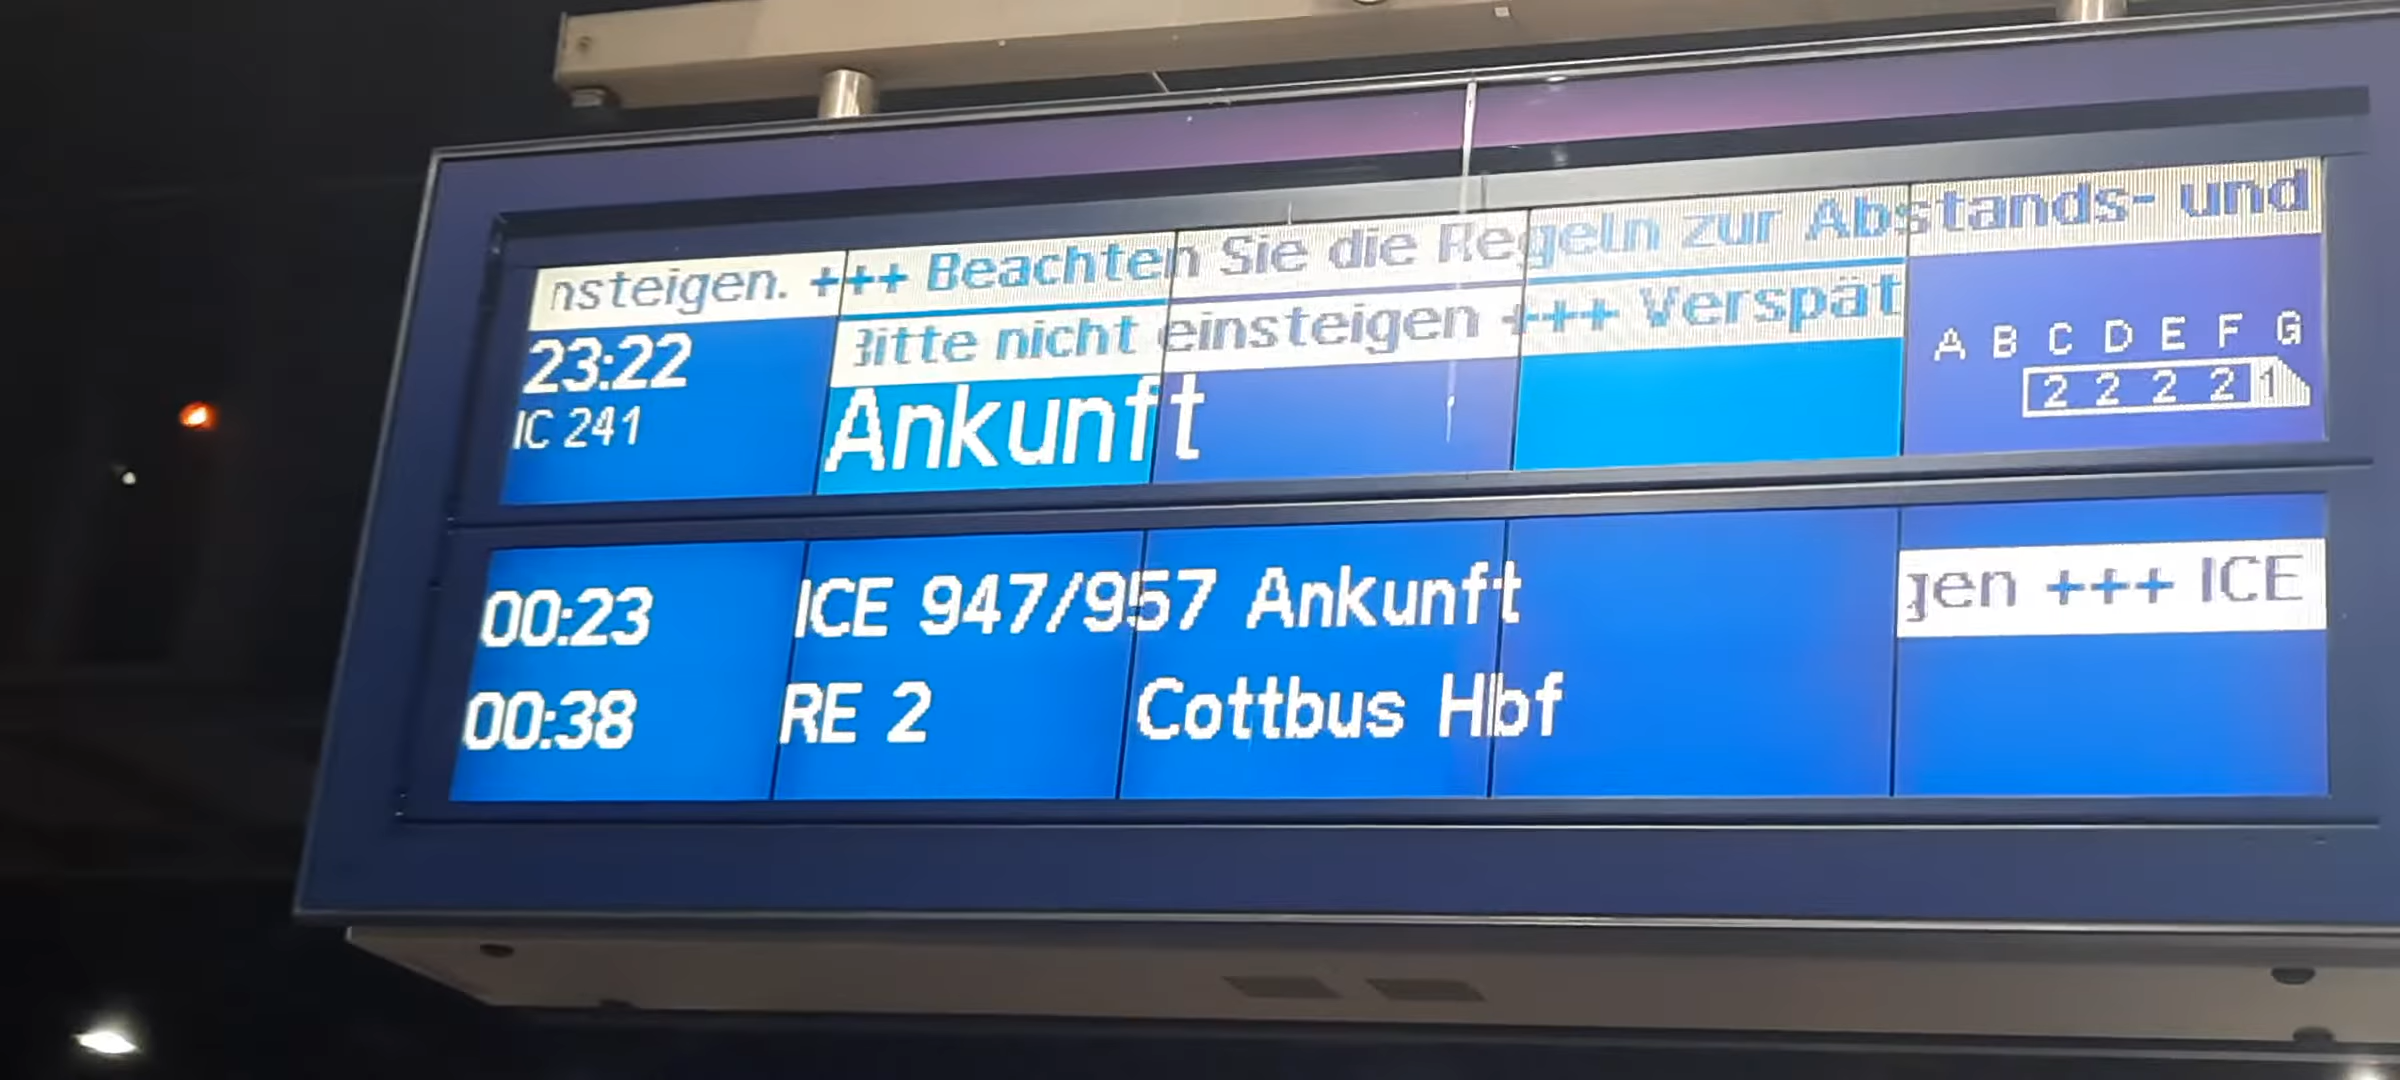 nsteigen. +++ Beachten Sie die Regeln zur Abstands- und
23:22 Bitte nicht einsteigen +++ Verspät
A B C D E F G
IC 241 Ankunft 2 2 2 2 1
00:23 ICE 947/957 Ankunft gen +++ ICE
00:38 RE 2 Cottbus Hbf